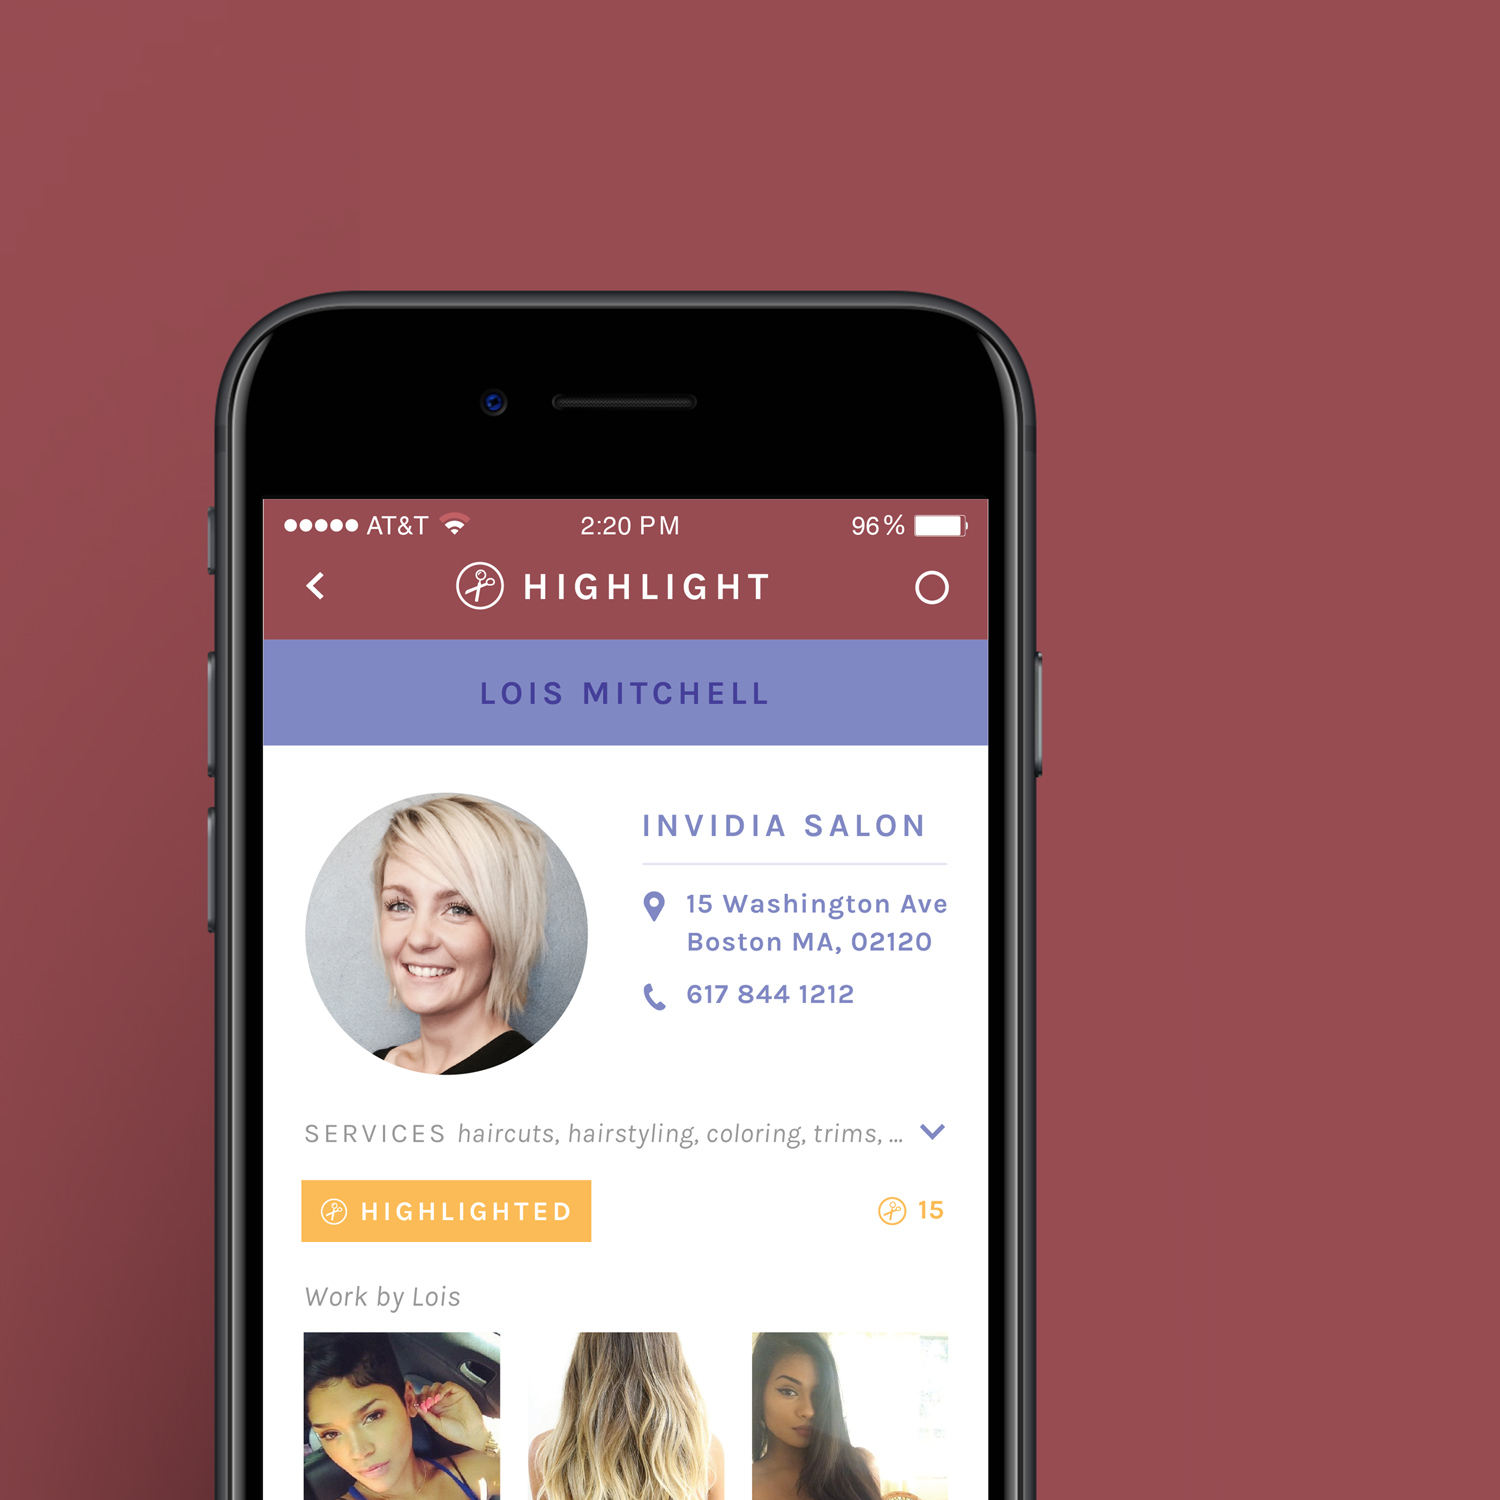 AT&T 2:20 PM 96%
HIGHLIGHT
LOIS MITCHELL
INVIDIA SALON
15 Washington Ave
Boston MA, 02120
617 844 1212
SERVICES haircuts, hairstyling, coloring, trims, ...
HIGHLIGHTED 15
Work by Lois